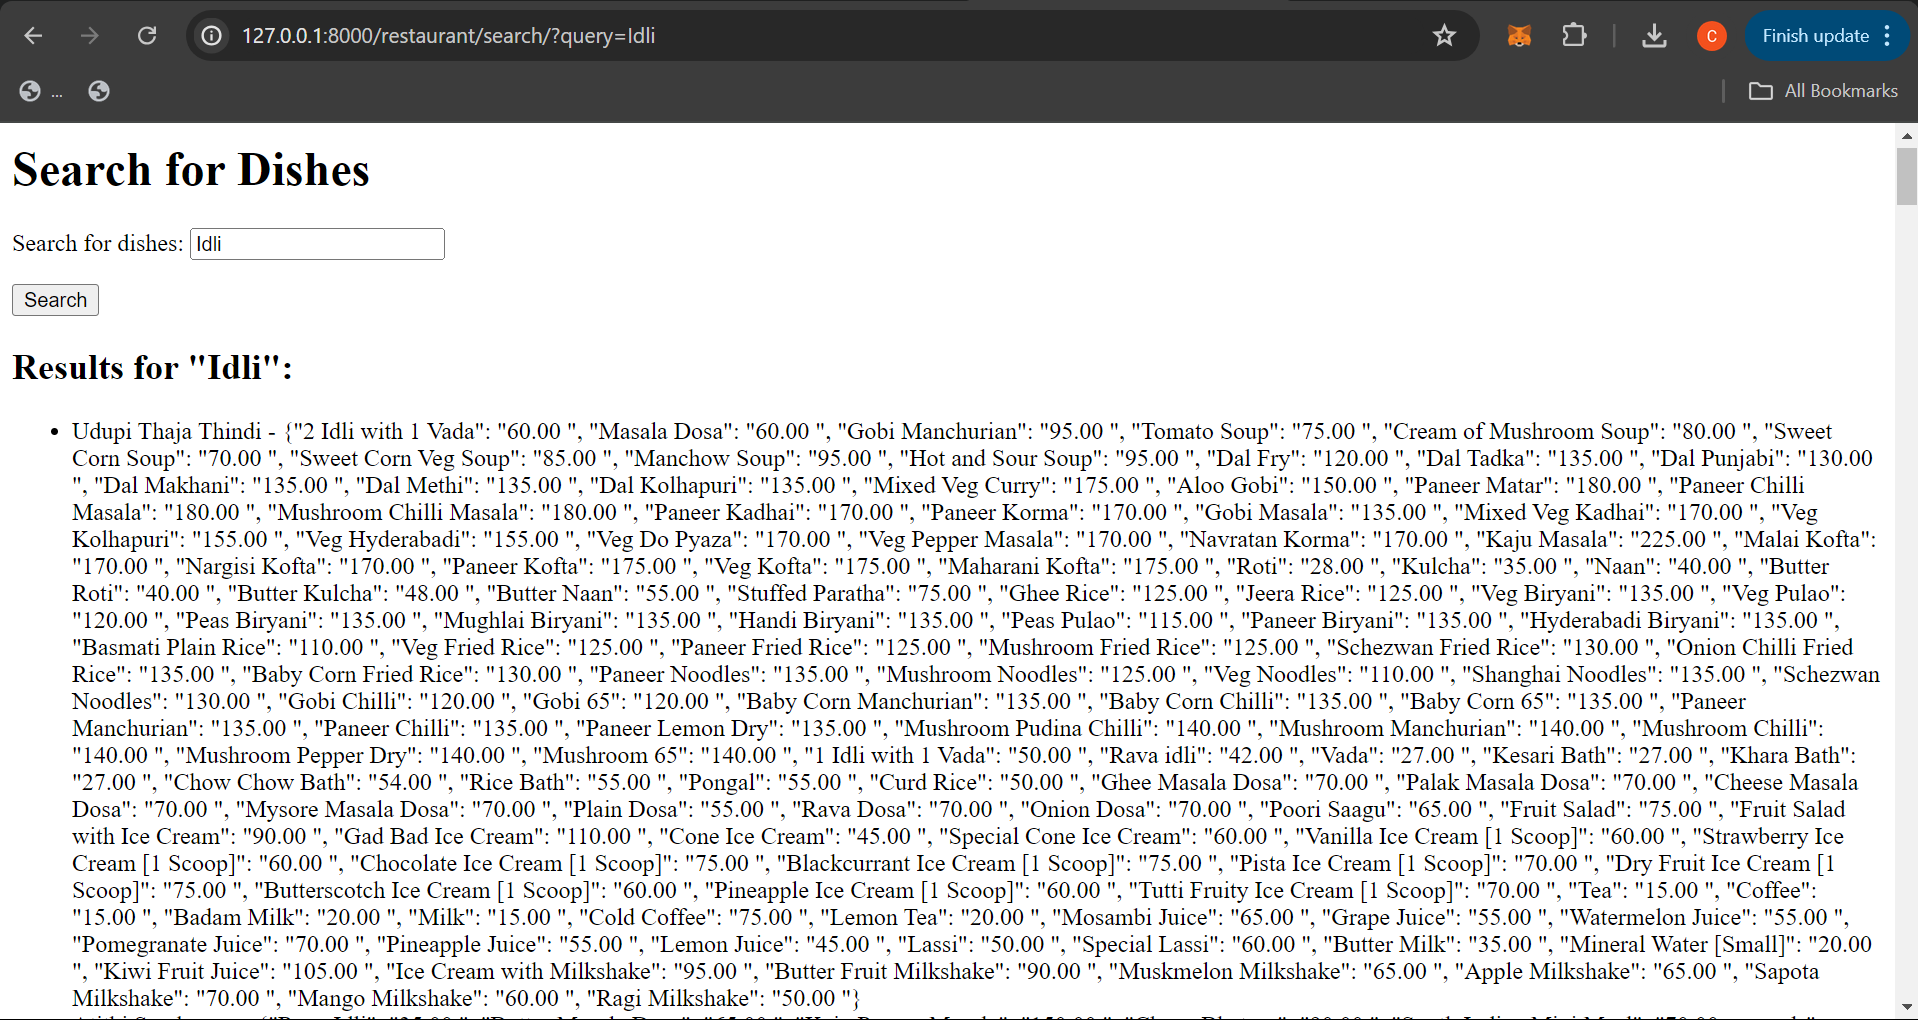 127.0.0.1:8000/restaurant/search/?query=Idli
C
Finish update
...
All Bookmarks
Search for Dishes
Search for dishes: Idli
Search
Results for "Idli":
• Udupi Thaja Thindi - {"2 Idli with 1 Vada": "60.00 ", "Masala Dosa": "60.00 ", "Gobi Manchurian": "95.00 ", "Tomato Soup": "75.00 ", "Cream of Mushroom Soup": "80.00 ", "Sweet
Corn Soup": "70.00 ", "Sweet Corn Veg Soup": "85.00 ", "Manchow Soup": "95.00 ", "Hot and Sour Soup": "95.00 ", "Dal Fry": "120.00 ", "Dal Tadka": "135.00 ", "Dal Punjabi": "130.00
", "Dal Makhani": "135.00 ", "Dal Methi": "135.00 ", "Dal Kolhapuri": "135.00 ", "Mixed Veg Curry": "175.00 ", "Aloo Gobi": "150.00 ", "Paneer Matar": "180.00 ", "Paneer Chilli
Masala": "180.00 ", "Mushroom Chilli Masala": "180.00 ", "Paneer Kadhai": "170.00 ", "Paneer Korma": "170.00 ", "Gobi Masala": "135.00 ", "Mixed Veg Kadhai": "170.00 ", "Veg
Kolhapuri": "155.00 ", "Veg Hyderabadi": "155.00 ", "Veg Do Pyaza": "170.00 ", "Veg Pepper Masala": "170.00 ", "Navratan Korma": "170.00 ", "Kaju Masala": "225.00 ", "Malai Kofta":
"170.00 ", "Nargisi Kofta": "170.00 ", "Paneer Kofta": "175.00 ", "Veg Kofta": "175.00 ", "Maharani Kofta": "175.00 ", "Roti": "28.00 ", "Kulcha": "35.00 ", "Naan": "40.00 ", "Butter
Roti": "40.00 ", "Butter Kulcha": "48.00 ", "Butter Naan": "55.00 ", "Stuffed Paratha": "75.00 ", "Ghee Rice": "125.00 ", "Jeera Rice": "125.00 ", "Veg Biryani": "135.00 ", "Veg Pulao":
"120.00 ", "Peas Biryani": "135.00 ", "Mughlai Biryani": "135.00 ", "Handi Biryani": "135.00 ", "Peas Pulao": "115.00 ", "Paneer Biryani": "135.00 ", "Hyderabadi Biryani": "135.00 ",
"Basmati Plain Rice": "110.00 ", "Veg Fried Rice": "125.00 ", "Paneer Fried Rice": "125.00 ", "Mushroom Fried Rice": "125.00 ", "Schezwan Fried Rice": "130.00 ", "Onion Chilli Fried
Rice": "135.00 ", "Baby Corn Fried Rice": "130.00 ", "Paneer Noodles": "135.00 ", "Mushroom Noodles": "125.00 ", "Veg Noodles": "110.00 ", "Shanghai Noodles": "135.00 ", "Schezwan
Noodles": "130.00 ", "Gobi Chilli": "120.00 ", "Gobi 65": "120.00 ", "Baby Corn Manchurian": "135.00 ", "Baby Corn Chilli": "135.00 ", "Baby Corn 65": "135.00 ", "Paneer
Manchurian": "135.00 ", "Paneer Chilli": "135.00 ", "Paneer Lemon Dry": "135.00 ", "Mushroom Pudina Chilli": "140.00 ", "Mushroom Manchurian": "140.00 ", "Mushroom Chilli":
"140.00 ", "Mushroom Pepper Dry": "140.00 ", "Mushroom 65": "140.00 ", "1 Idli with 1 Vada": "50.00 ", "Rava idli": "42.00 ", "Vada": "27.00 ", "Kesari Bath": "27.00 ", "Khara Bath":
"27.00 ", "Chow Chow Bath": "54.00 ", "Rice Bath": "55.00 ", "Pongal": "55.00 ", "Curd Rice": "50.00 ", "Ghee Masala Dosa": "70.00 ", "Palak Masala Dosa": "70.00 ", "Cheese Masala
Dosa": "70.00 ", "Mysore Masala Dosa": "70.00 ", "Plain Dosa": "55.00 ", "Rava Dosa": "70.00 ", "Onion Dosa": "70.00 ", "Poori Saagu": "65.00 ", "Fruit Salad": "75.00 ", "Fruit Salad
with Ice Cream": "90.00 ", "Gad Bad Ice Cream": "110.00 ", "Cone Ice Cream": "45.00 ", "Special Cone Ice Cream": "60.00 ", "Vanilla Ice Cream [1 Scoop]": "60.00 ", "Strawberry Ice
Cream [1 Scoop]": "60.00 ", "Chocolate Ice Cream [1 Scoop]": "75.00 ", "Blackcurrant Ice Cream [1 Scoop]": "75.00 ", "Pista Ice Cream [1 Scoop]": "70.00 ", "Dry Fruit Ice Cream [1
Scoop]": "75.00 ", "Butterscotch Ice Cream [1 Scoop]": "60.00 ", "Pineapple Ice Cream [1 Scoop]": "60.00 ", "Tutti Fruity Ice Cream [1 Scoop]": "70.00 ", "Tea": "15.00 ", "Coffee":
"15.00 ", "Badam Milk": "20.00 ", "Milk": "15.00 ", "Cold Coffee": "75.00 ", "Lemon Tea": "20.00 ", "Mosambi Juice": "65.00 ", "Grape Juice": "55.00 ", "Watermelon Juice": "55.00 ",
"Pomegranate Juice": "70.00 ", "Pineapple Juice": "55.00 ", "Lemon Juice": "45.00 ", "Lassi": "50.00 ", "Special Lassi": "60.00 ", "Butter Milk": "35.00 ", "Mineral Water [Small]": "20.00
", "Kiwi Fruit Juice": "105.00 ", "Ice Cream with Milkshake": "95.00 ", "Butter Fruit Milkshake": "90.00 ", "Muskmelon Milkshake": "65.00 ", "Apple Milkshake": "65.00 ", "Sapota
Milkshake": "70.00 ", "Mango Milkshake": "60.00 ", "Ragi Milkshake": "50.00 "}